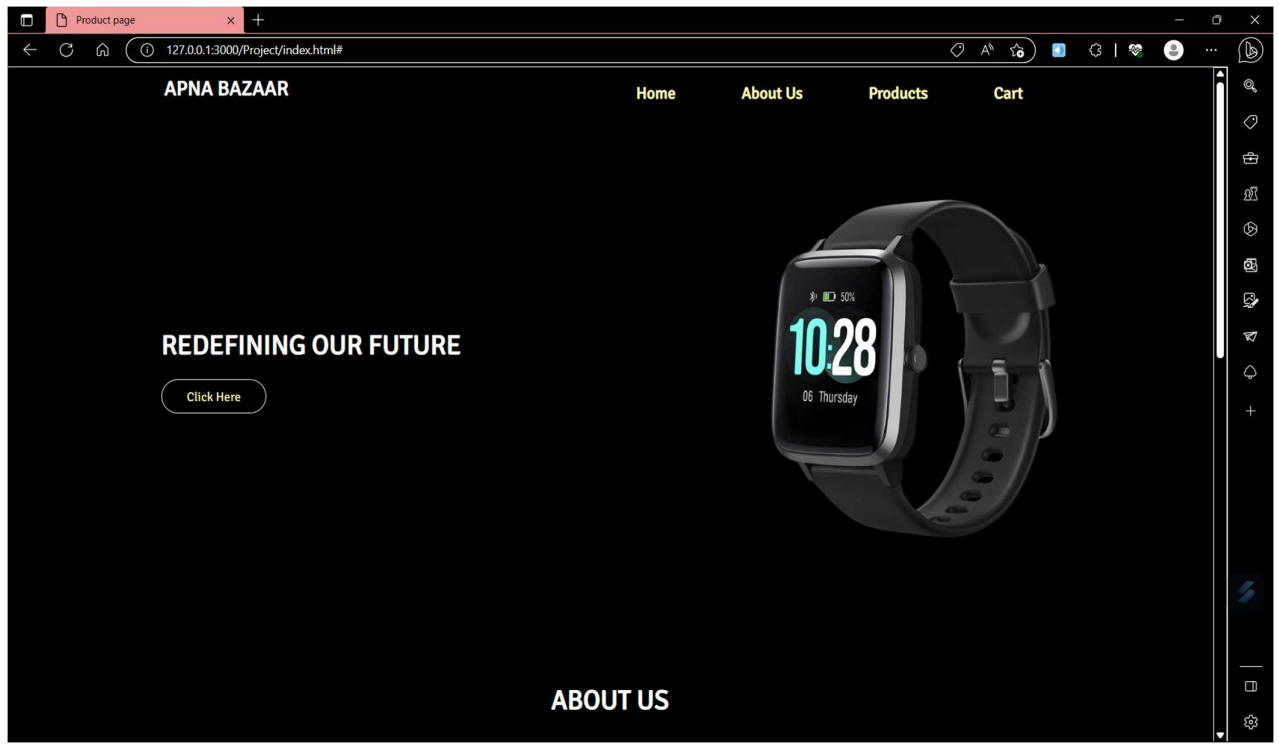 Product page
127.0.0.1:3000/Project/index.html#
APNA BAZAAR
Home About Us Products Cart
50%
10:28
06 Thursday
REDEFINING OUR FUTURE
Click Here
ABOUT US